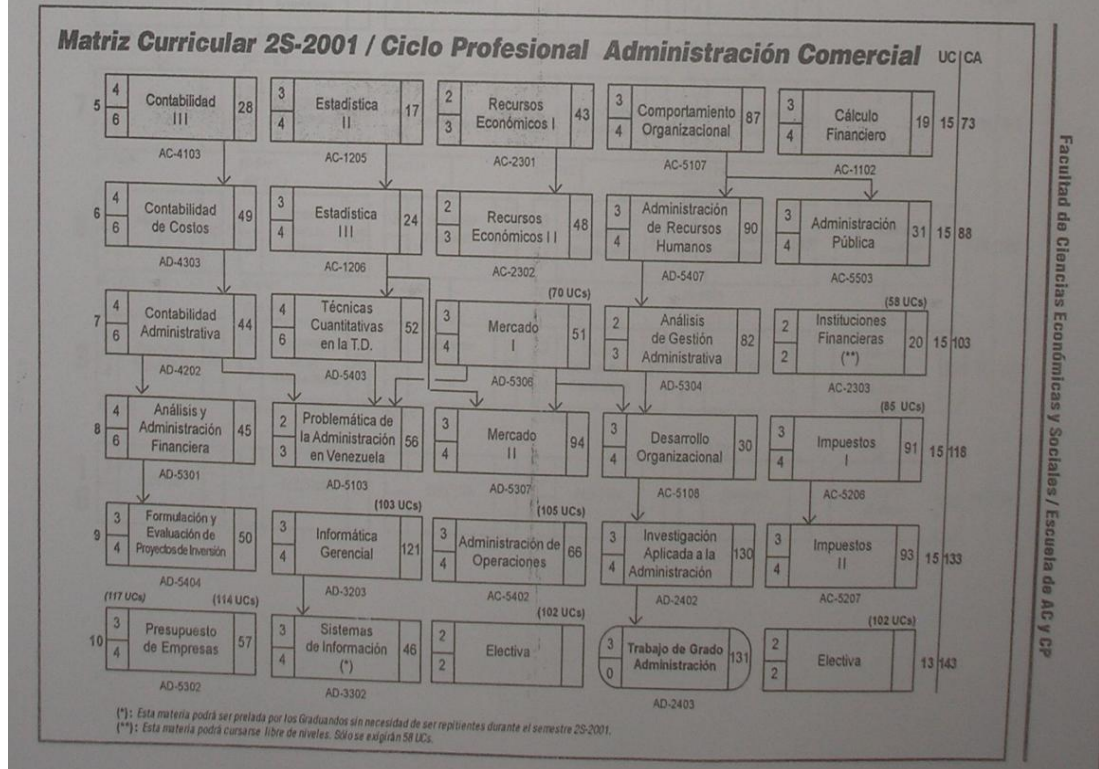 Matriz Curricular 2S-2001 / Ciclo Profesional Administración Comercial UC CA
5
4 6 Contabilidad III 28
3 4 Estadística II 17
2 3 Recursos Económicos I 43
3 4 Comportamiento Organizacional 87
3 4 Cálculo Financiero 19
15 73
AC-4103
AC-1205
AC-2301
AC-5107
AC-1102
6
4 6 Contabilidad de Costos 49
3 4 Estadística III 24
2 3 Recursos Económicos II 48
3 4 Administración de Recursos Humanos 90
3 4 Administración Pública 31
15 88
AD-4303
AC-1206
AC-2302
AD-5407
AC-5503
(70 UCs)
(58 UCs)
7
4 6 Contabilidad Administrativa 44
4 6 Técnicas Cuantitativas en la T.D. 52
3 4 Mercado I 51
2 3 Análisis de Gestión Administrativa 82
2 2 Instituciones Financieras (**) 20
15 103
AD-4202
AD-5403
AD-5306
AD-5304
AC-2303
(85 UCs)
8
4 6 Análisis y Administración Financiera 45
2 3 Problemática de la Administración en Venezuela 56
3 4 Mercado II 94
3 4 Desarrollo Organizacional 30
3 4 Impuestos I 91
15 118
AD-5301
AD-5103
AD-5307
AC-5108
AC-5206
(103 UCs)
(105 UCs)
9
3 4 Formulación y Evaluación de Proyectos de Inversión 50
3 4 Informática Gerencial 121
3 4 Administración de Operaciones 66
3 4 Investigación Aplicada a la Administración 130
3 4 Impuestos II 93
15 133
AD-5404
AD-3203
AC-5402
AD-2402
AC-5207
(117 UCs)
(114 UCs)
(102 UCs)
(102 UCs)
10
3 4 Presupuesto de Empresas 57
3 4 Sistemas de Información (*) 46
2 2 Electiva
3 0 Trabajo de Grado Administración 131
2 2 Electiva
13 143
AD-5302
AD-3302
AD-2403
(*): Esta materia podrá ser prelada por los Graduandos sin necesidad de ser repitientes durante el semestre 2S-2001.
(**): Esta materia podrá cursarse libre de niveles. Sólo se exigirán 58 UCs.
Facultad de Ciencias Económicas y Sociales / Escuela de AC y CP